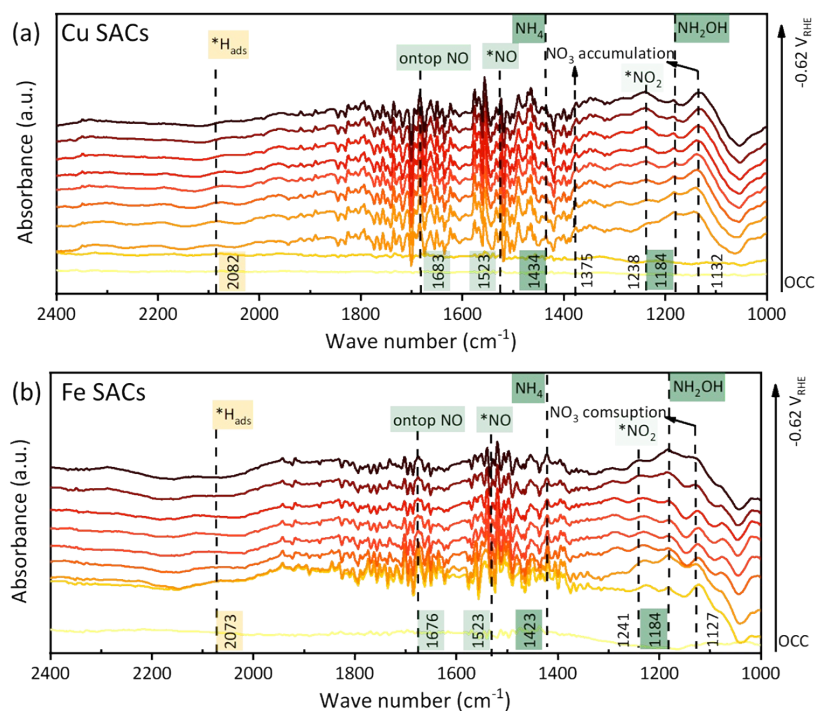 (a) Cu SACs
*H_ads
ontop NO
*NO
NH4
NO3 accumulation
*NO2
NH2OH
-0.62 V_RHE
OCC
Absorbance (a.u.)
2082
1683
1523
1434
1375
1238
1184
1132
2400 2200 2000 1800 1600 1400 1200 1000
Wave number (cm⁻¹)
(b) Fe SACs
*H_ads
ontop NO
*NO
NH4
NO3 comsuption
*NO2
NH2OH
-0.62 V_RHE
OCC
Absorbance (a.u.)
2073
1676
1523
1423
1241
1184
1127
2400 2200 2000 1800 1600 1400 1200 1000
Wave number (cm⁻¹)